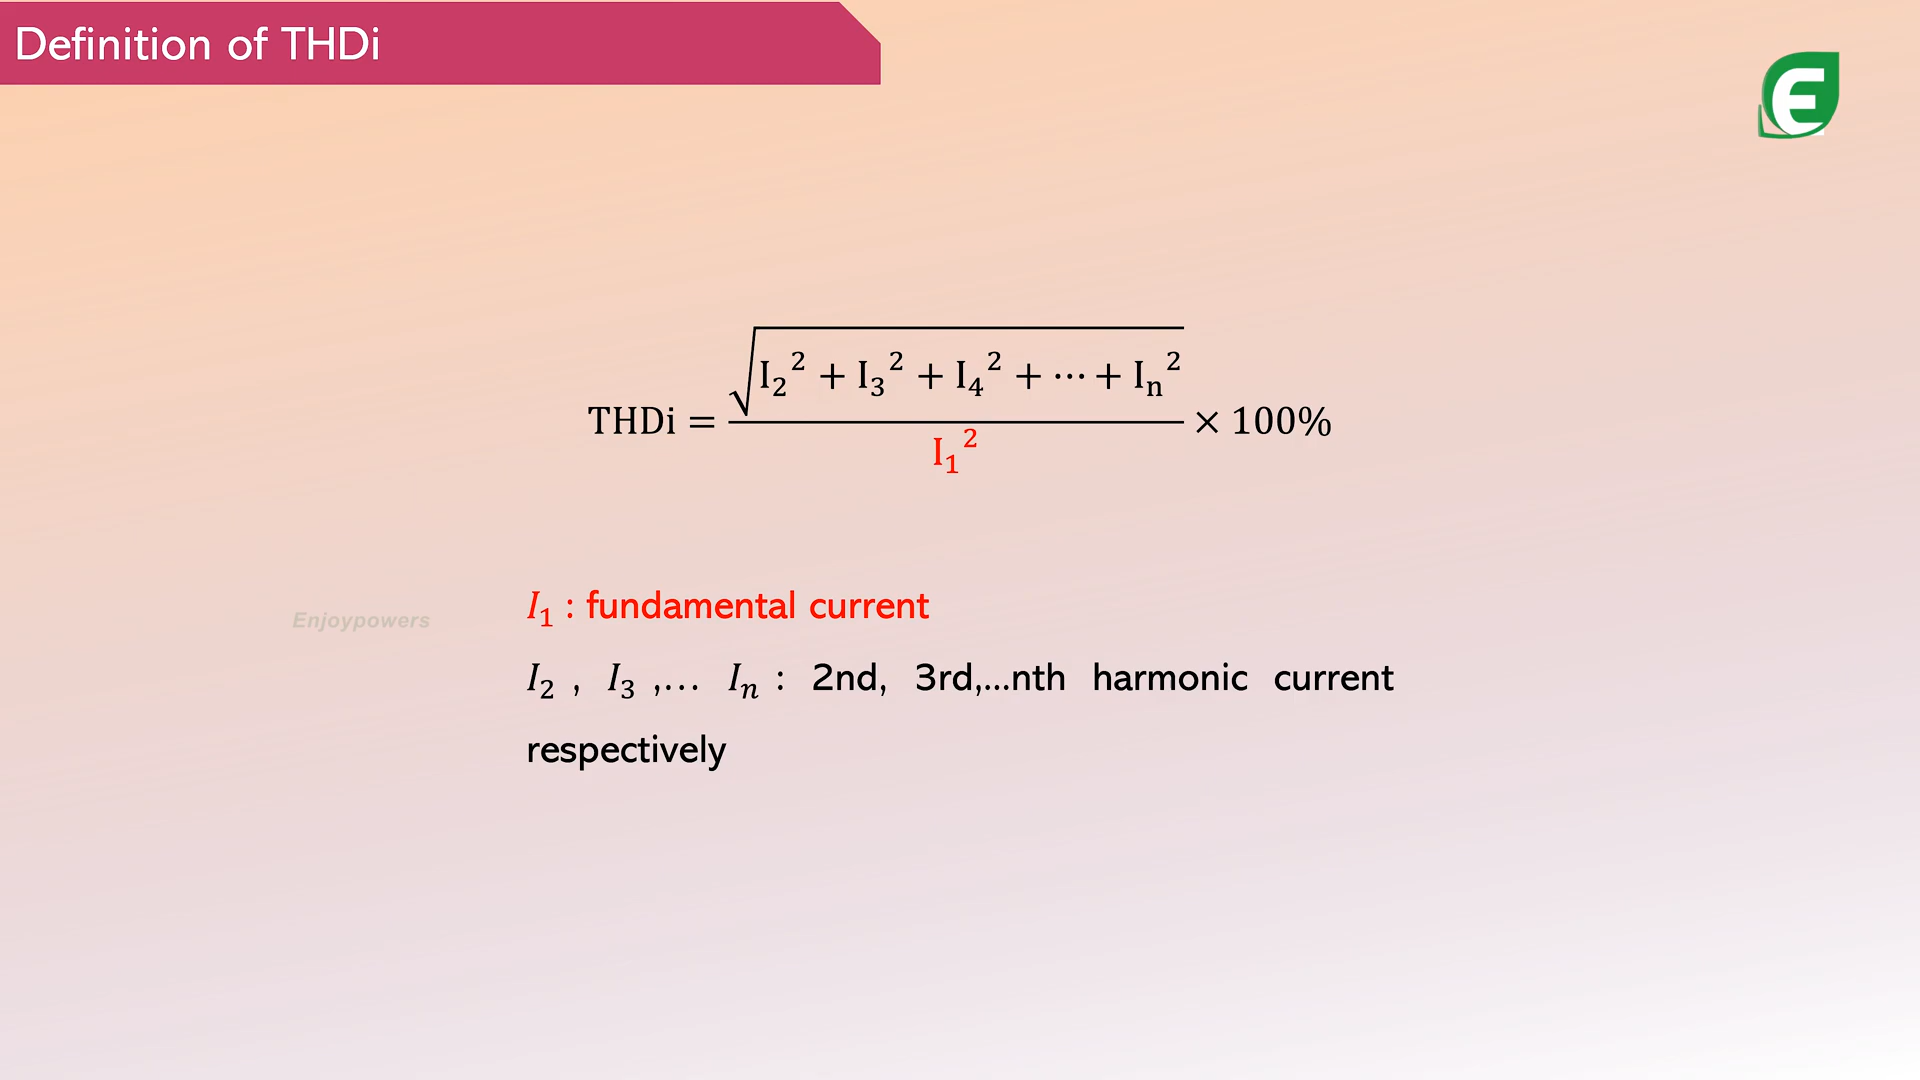 Definition of THDi
E
THDi = √(I₂² + I₃² + I₄² + ⋯ + Iₙ²) / I₁² × 100%
I₁ : fundamental current
Enjoypowers
I₂ , I₃ ,... Iₙ : 2nd, 3rd,...nth harmonic current
respectively